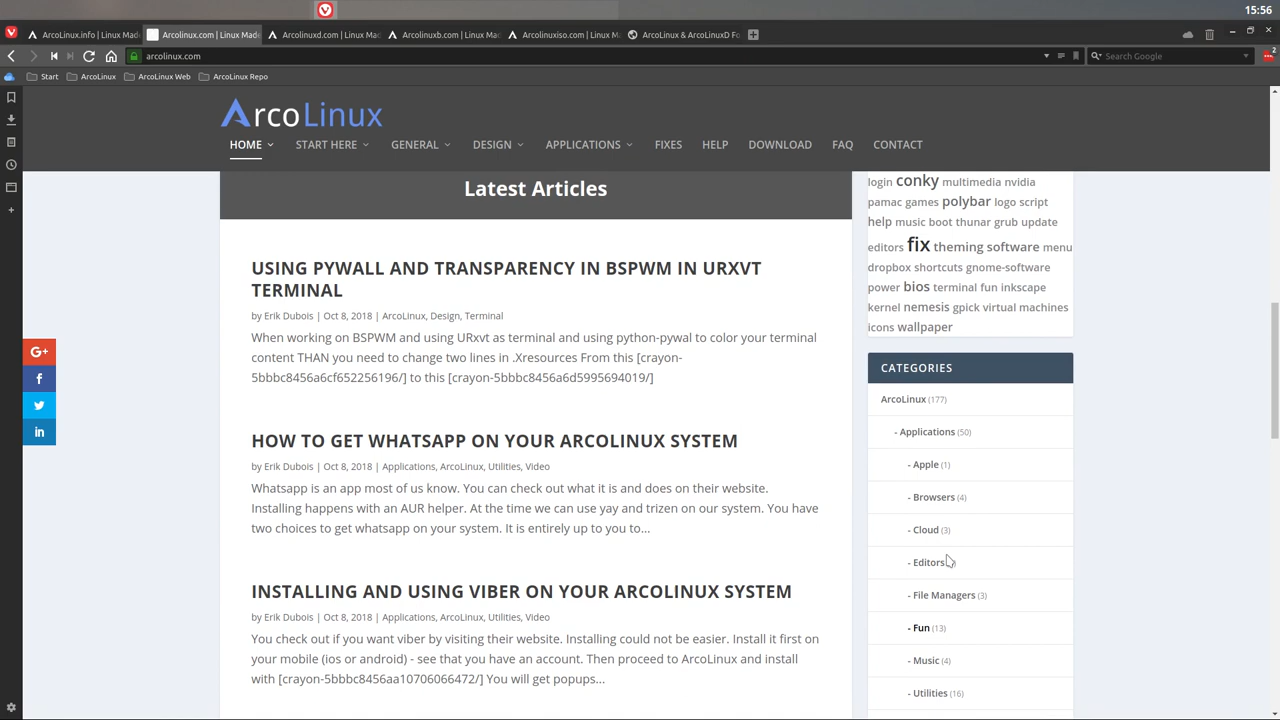 15:56
ArcoLinux.info | Linux Made
Arcolinux.com | Linux Made
Arcolinuxd.com | Linux Ma
Arcolinuxb.com | Linux Mad
Arcolinuxiso.com | Linux M
ArcoLinux & ArcoLinuxD Fo
arcolinux.com
Search Google
2
Start
ArcoLinux
ArcoLinux Web
ArcoLinux Repo
ArcoLinux
HOME
START HERE
GENERAL
DESIGN
APPLICATIONS
FIXES
HELP
DOWNLOAD
FAQ
CONTACT
Latest Articles
USING PYWALL AND TRANSPARENCY IN BSPWM IN URXVT
TERMINAL
by Erik Dubois | Oct 8, 2018 | ArcoLinux, Design, Terminal
When working on BSPWM and using URxvt as terminal and using python-pywal to color your terminal
content THAN you need to change two lines in .Xresources From this [crayon-
5bbbc8456a6cf652256196/] to this [crayon-5bbbc8456a6d5995694019/]
HOW TO GET WHATSAPP ON YOUR ARCOLINUX SYSTEM
by Erik Dubois | Oct 8, 2018 | Applications, ArcoLinux, Utilities, Video
Whatsapp is an app most of us know. You can check out what it is and does on their website.
Installing happens with an AUR helper. At the time we can use yay and trizen on our system. You have
two choices to get whatsapp on your system. It is entirely up to you to...
INSTALLING AND USING VIBER ON YOUR ARCOLINUX SYSTEM
by Erik Dubois | Oct 8, 2018 | Applications, ArcoLinux, Utilities, Video
You check out if you want viber by visiting their website. Installing could not be easier. Install it first on
your mobile (ios or android) - see that you have an account. Then proceed to ArcoLinux and install
with [crayon-5bbbc8456aa10706066472/] You will get popups...
login conky multimedia nvidia
pamac games polybar logo script
help music boot thunar grub update
editors fix theming software menu
dropbox shortcuts gnome-software
power bios terminal fun inkscape
kernel nemesis gpick virtual machines
icons wallpaper
CATEGORIES
ArcoLinux (177)
- Applications (50)
- Apple (1)
- Browsers (4)
- Cloud (3)
- Editors
- File Managers (3)
- Fun (13)
- Music (4)
- Utilities (16)
G+
f
in